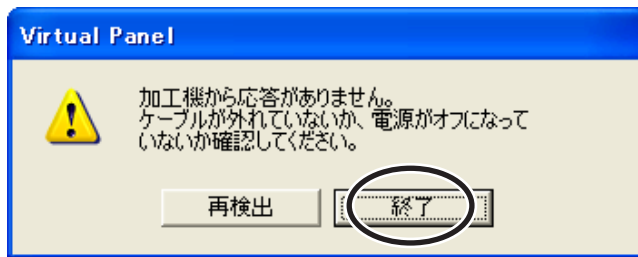 Virtual Panel
加工機から応答がありません。
ケーブルが外れていないか、電源がオフになって
いないか確認してください。
再検出 終了